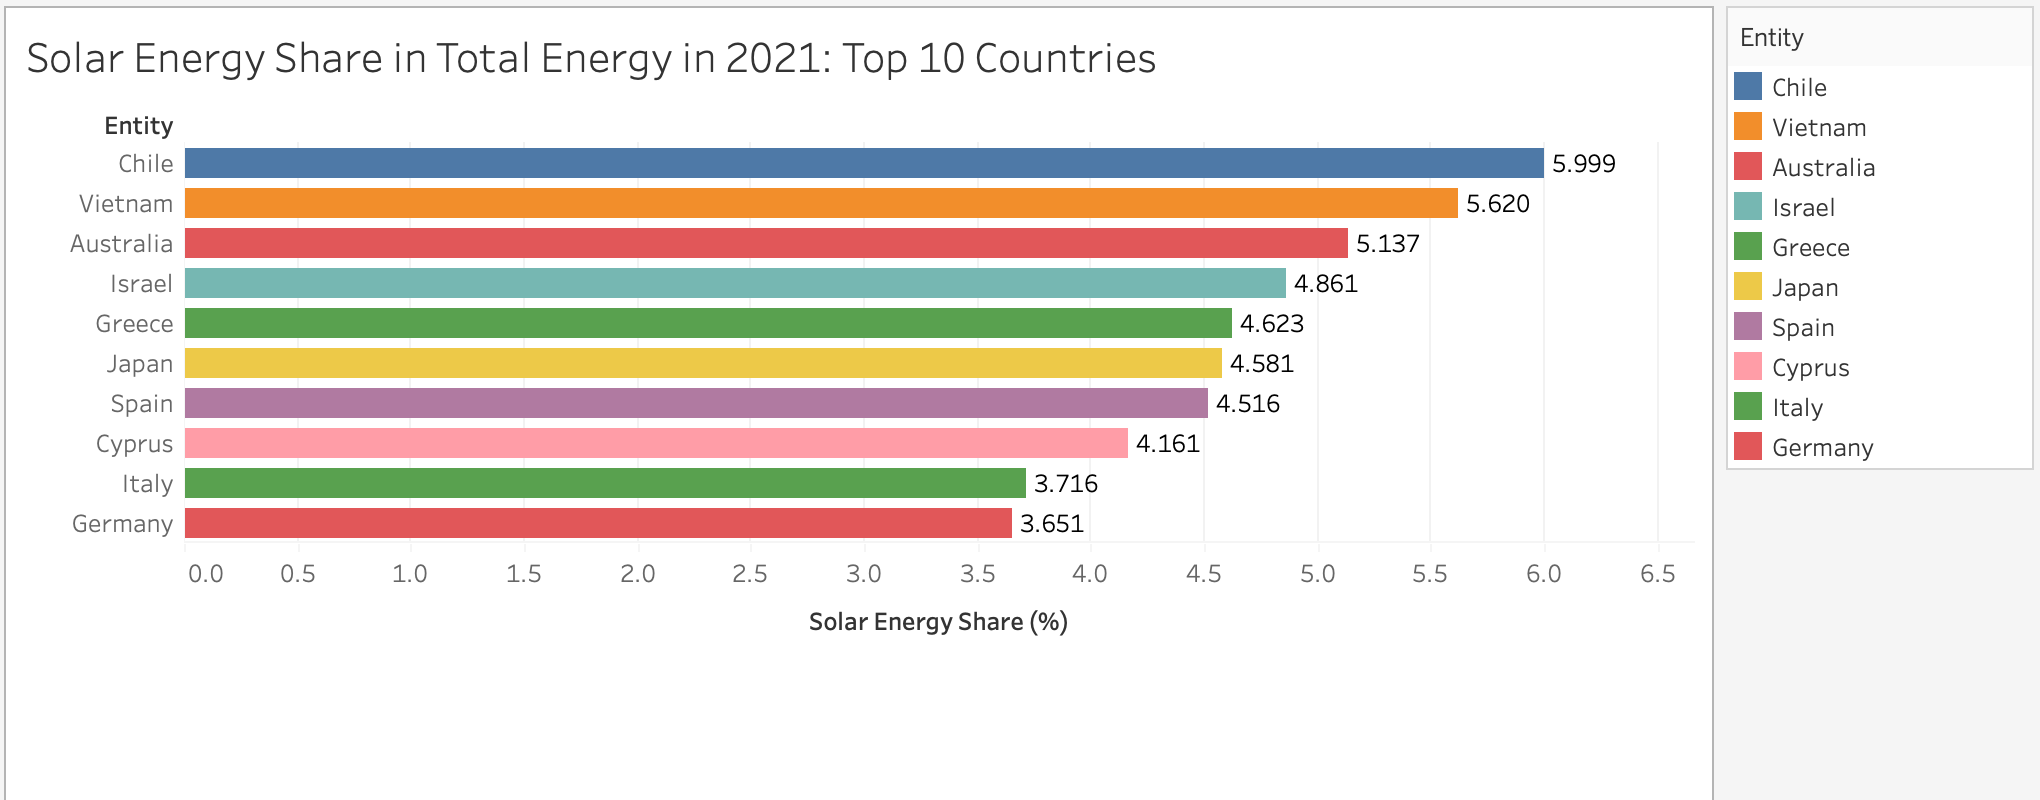 Solar Energy Share in Total Energy in 2021: Top 10 Countries
Entity
Chile 5.999
Vietnam 5.620
Australia 5.137
Israel 4.861
Greece 4.623
Japan 4.581
Spain 4.516
Cyprus 4.161
Italy 3.716
Germany 3.651
0.0 0.5 1.0 1.5 2.0 2.5 3.0 3.5 4.0 4.5 5.0 5.5 6.0 6.5
Solar Energy Share (%)
Entity
Chile
Vietnam
Australia
Israel
Greece
Japan
Spain
Cyprus
Italy
Germany